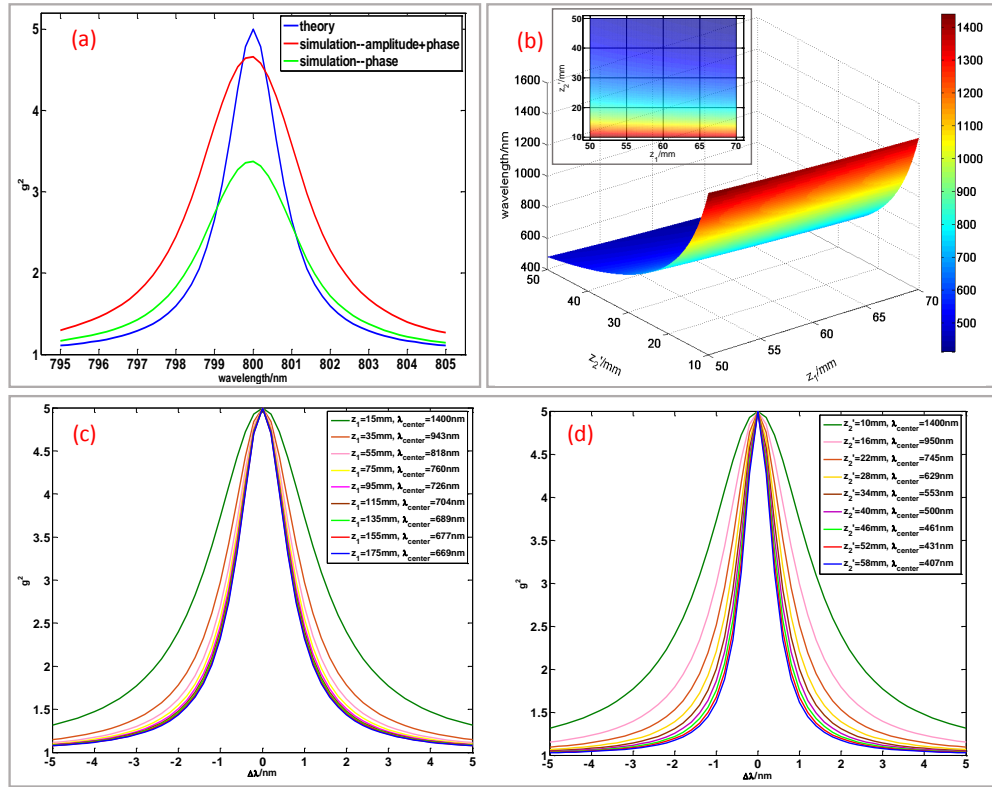 (a)
theory
simulation--amplitude+phase
simulation--phase
5
4
3
2
1
g²
795 796 797 798 799 800 801 802 803 804 805
wavelength/nm
(b)
50
40
30
20
10
z₂'/mm
50 55 60 65 70
z₁/mm
1600
1400
1200
1000
800
600
400
wavelength/nm
50
40
30
20
10
z₂'/mm
50
55
60
65
70
z₁/mm
1400
1300
1200
1100
1000
900
800
700
600
500
(c)
z₁=15mm, λcenter=1400nm
z₁=35mm, λcenter=943nm
z₁=55mm, λcenter=818nm
z₁=75mm, λcenter=760nm
z₁=95mm, λcenter=726nm
z₁=115mm, λcenter=704nm
z₁=135mm, λcenter=689nm
z₁=155mm, λcenter=677nm
z₁=175mm, λcenter=669nm
5
4.5
4
3.5
3
2.5
2
1.5
1
g²
-5 -4 -3 -2 -1 0 1 2 3 4 5
Δλ/nm
(d)
z₂'=10mm, λcenter=1400nm
z₂'=16mm, λcenter=950nm
z₂'=22mm, λcenter=745nm
z₂'=28mm, λcenter=629nm
z₂'=34mm, λcenter=553nm
z₂'=40mm, λcenter=500nm
z₂'=46mm, λcenter=461nm
z₂'=52mm, λcenter=431nm
z₂'=58mm, λcenter=407nm
5
4.5
4
3.5
3
2.5
2
1.5
1
g²
-5 -4 -3 -2 -1 0 1 2 3 4 5
Δλ/nm